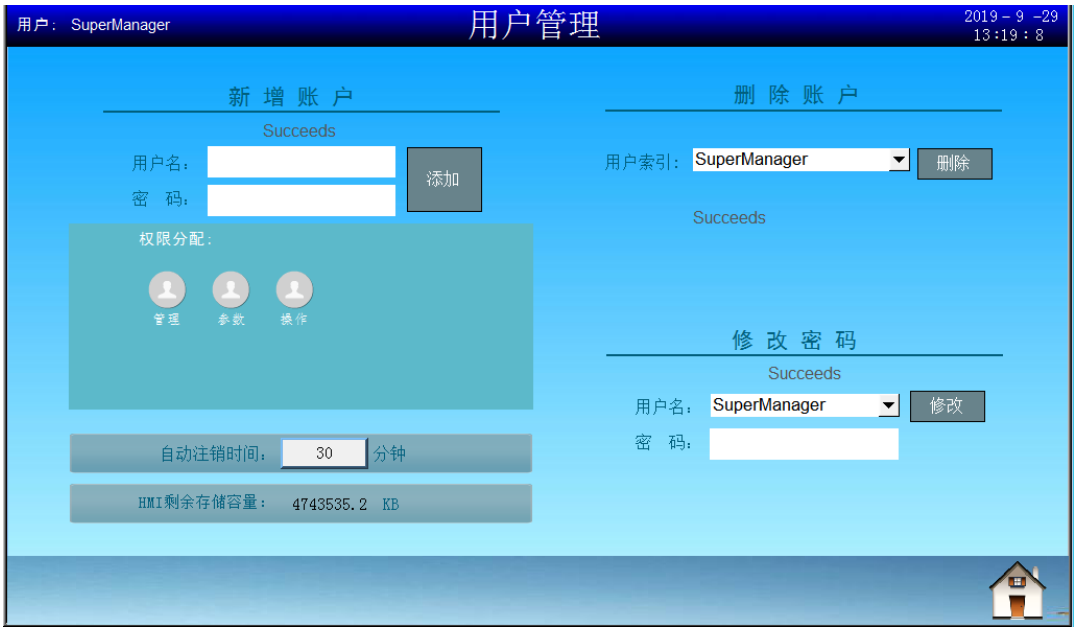 用户: SuperManager
用户管理
2019 - 9 -29
13:19 : 8
新 增 账 户
Succeeds
用户名:
添加
密 码:
权限分配:
管理 参数 操作
自动注销时间: 30 分钟
HMI剩余存储容量: 4743535.2 KB
删 除 账 户
用户索引: SuperManager 删除
Succeeds
修 改 密 码
Succeeds
用户名: SuperManager 修改
密 码: